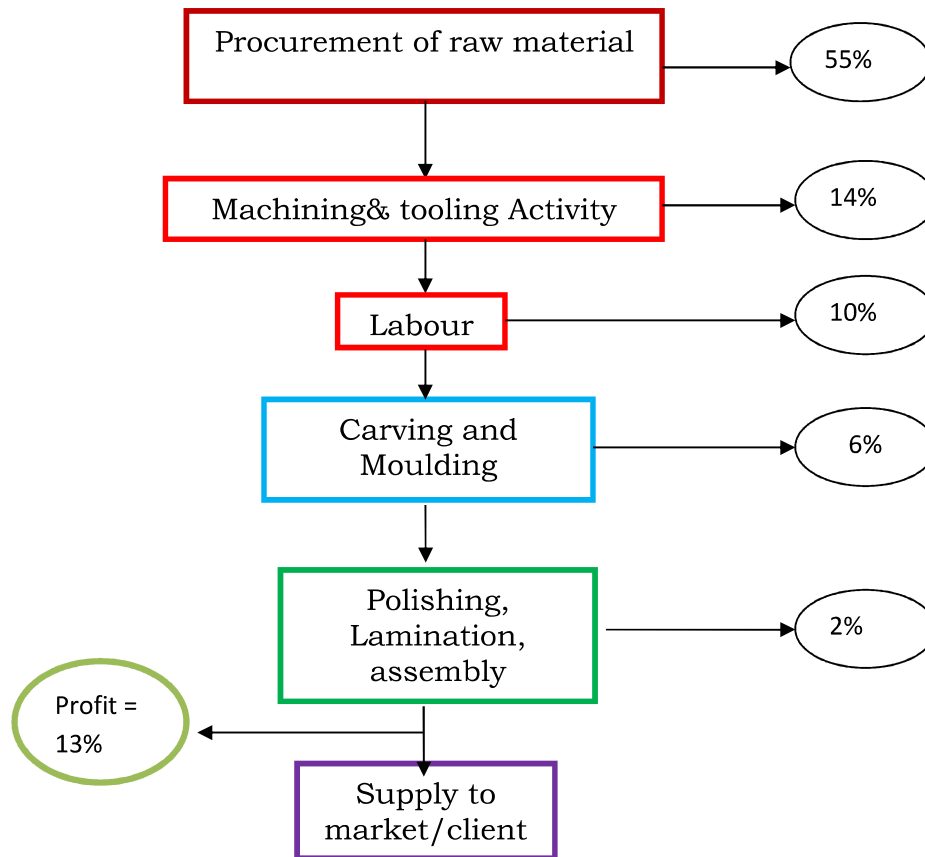 Procurement of raw material
55%
Machining& tooling Activity
14%
Labour
10%
Carving and
Moulding
6%
Polishing,
Lamination,
assembly
2%
Profit =
13%
Supply to
market/client